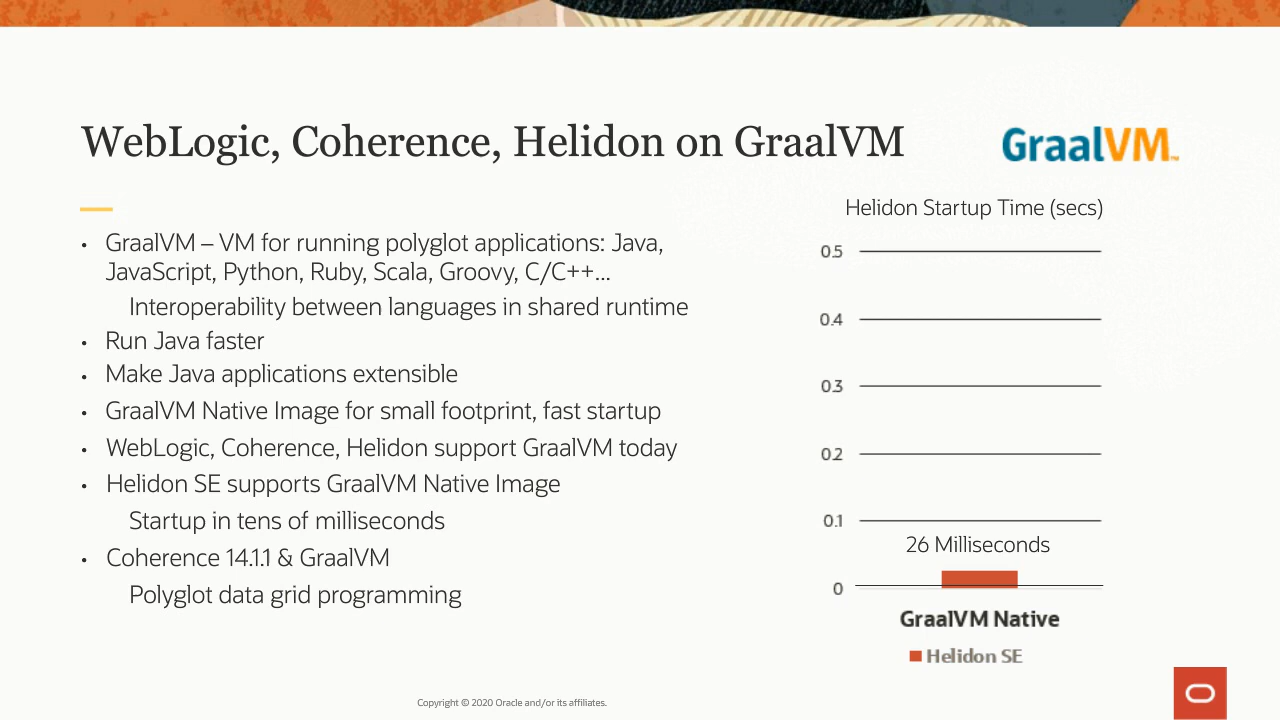 WebLogic, Coherence, Helidon on GraalVM
GraalVM™
• GraalVM – VM for running polyglot applications: Java,
JavaScript, Python, Ruby, Scala, Groovy, C/C++...
Interoperability between languages in shared runtime
• Run Java faster
• Make Java applications extensible
• GraalVM Native Image for small footprint, fast startup
• WebLogic, Coherence, Helidon support GraalVM today
• Helidon SE supports GraalVM Native Image
Startup in tens of milliseconds
• Coherence 14.1.1 & GraalVM
Polyglot data grid programming
Helidon Startup Time (secs)
0.5
0.4
0.3
0.2
0.1
26 Milliseconds
0
GraalVM Native
Helidon SE
Copyright © 2020 Oracle and/or its affiliates.